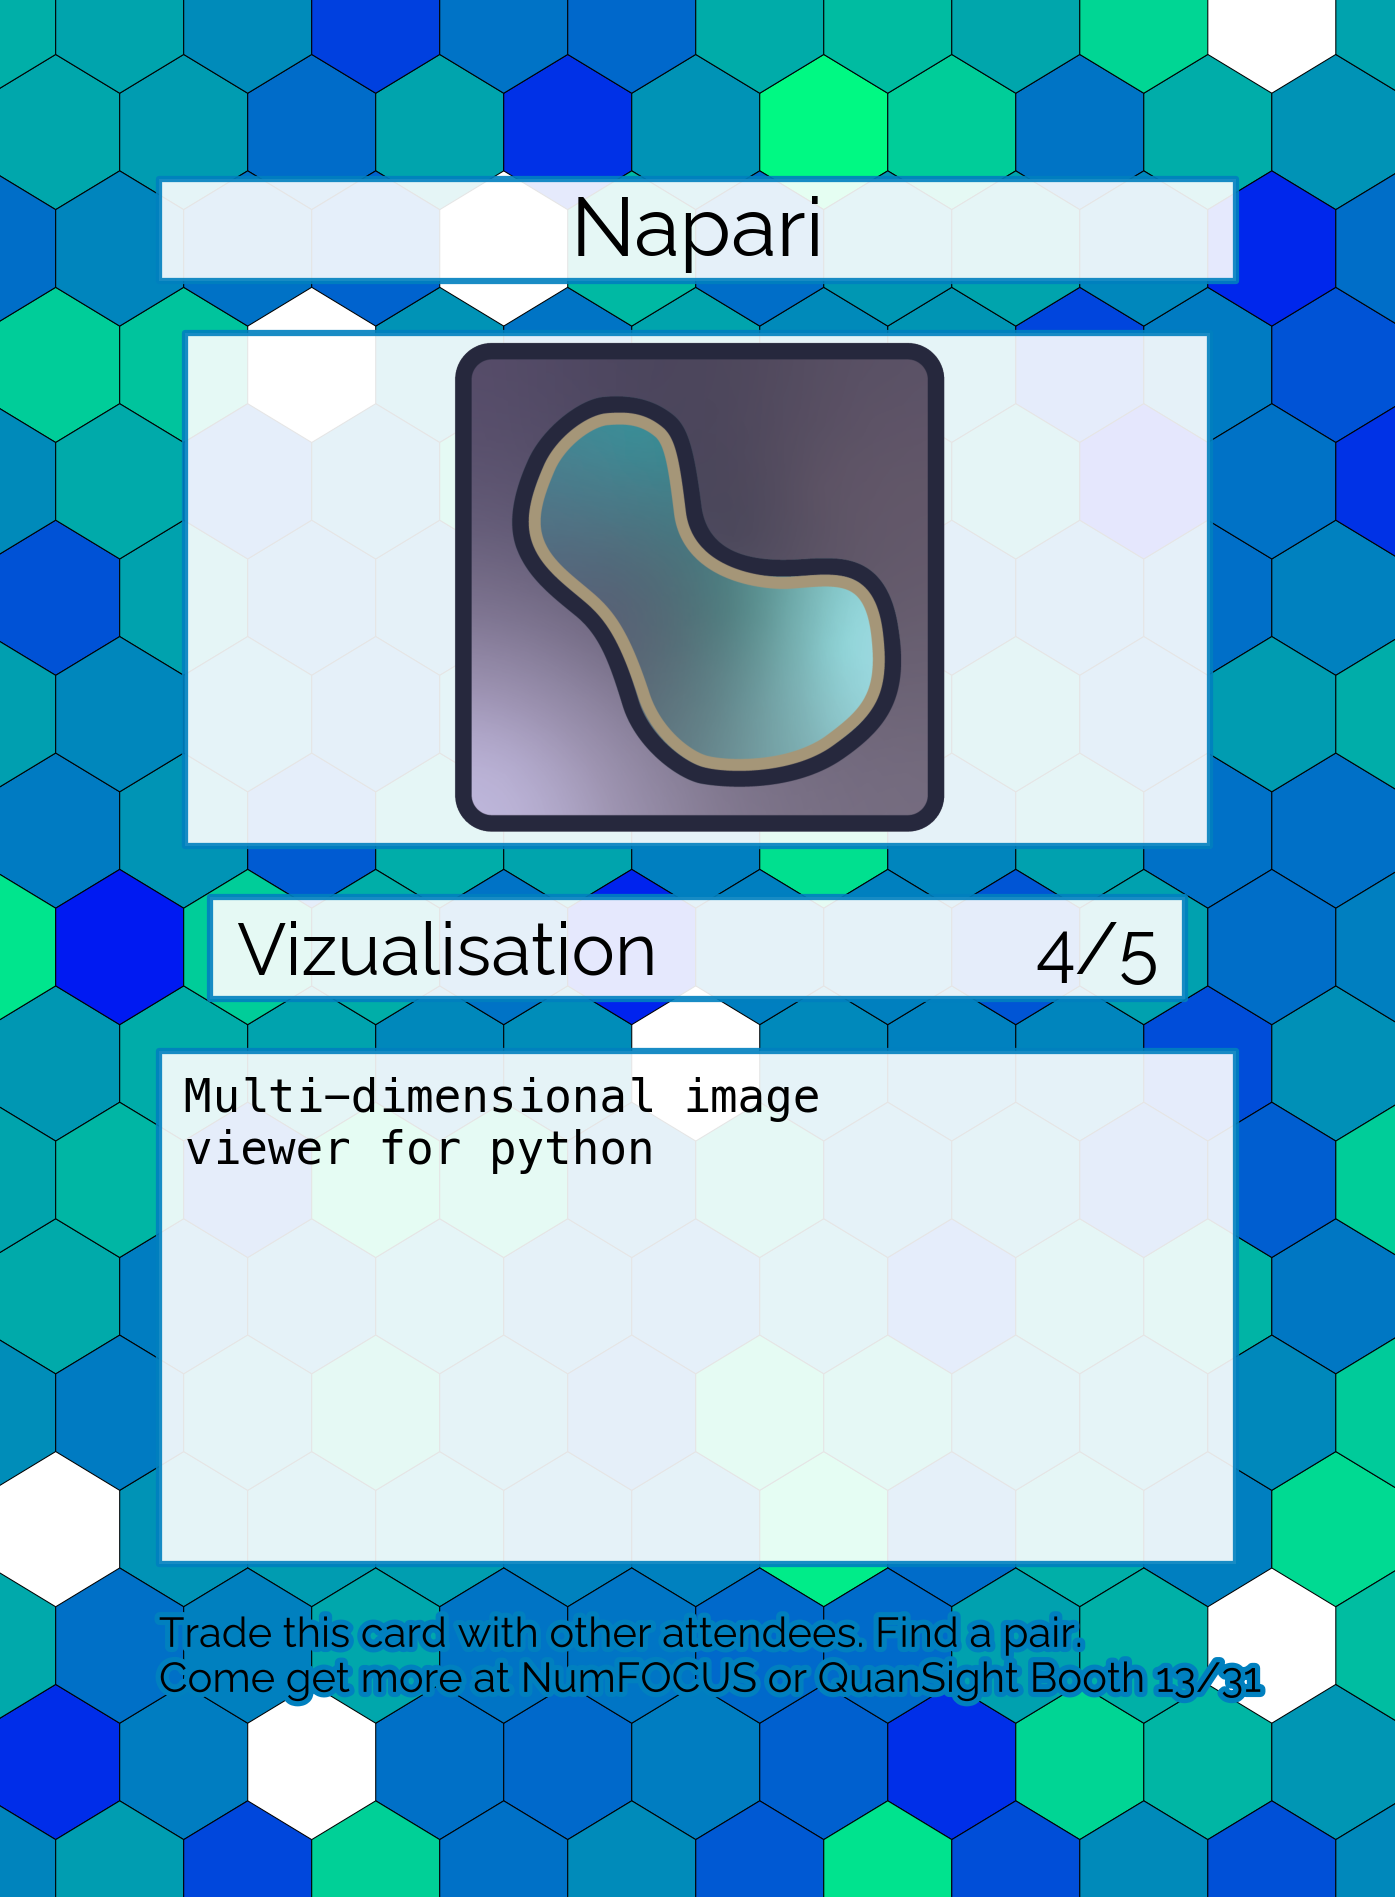 Napari
Vizualisation 4/5
Multi-dimensional image
viewer for python
Trade this card with other attendees. Find a pair.
Come get more at NumFOCUS or QuanSight Booth 13/31